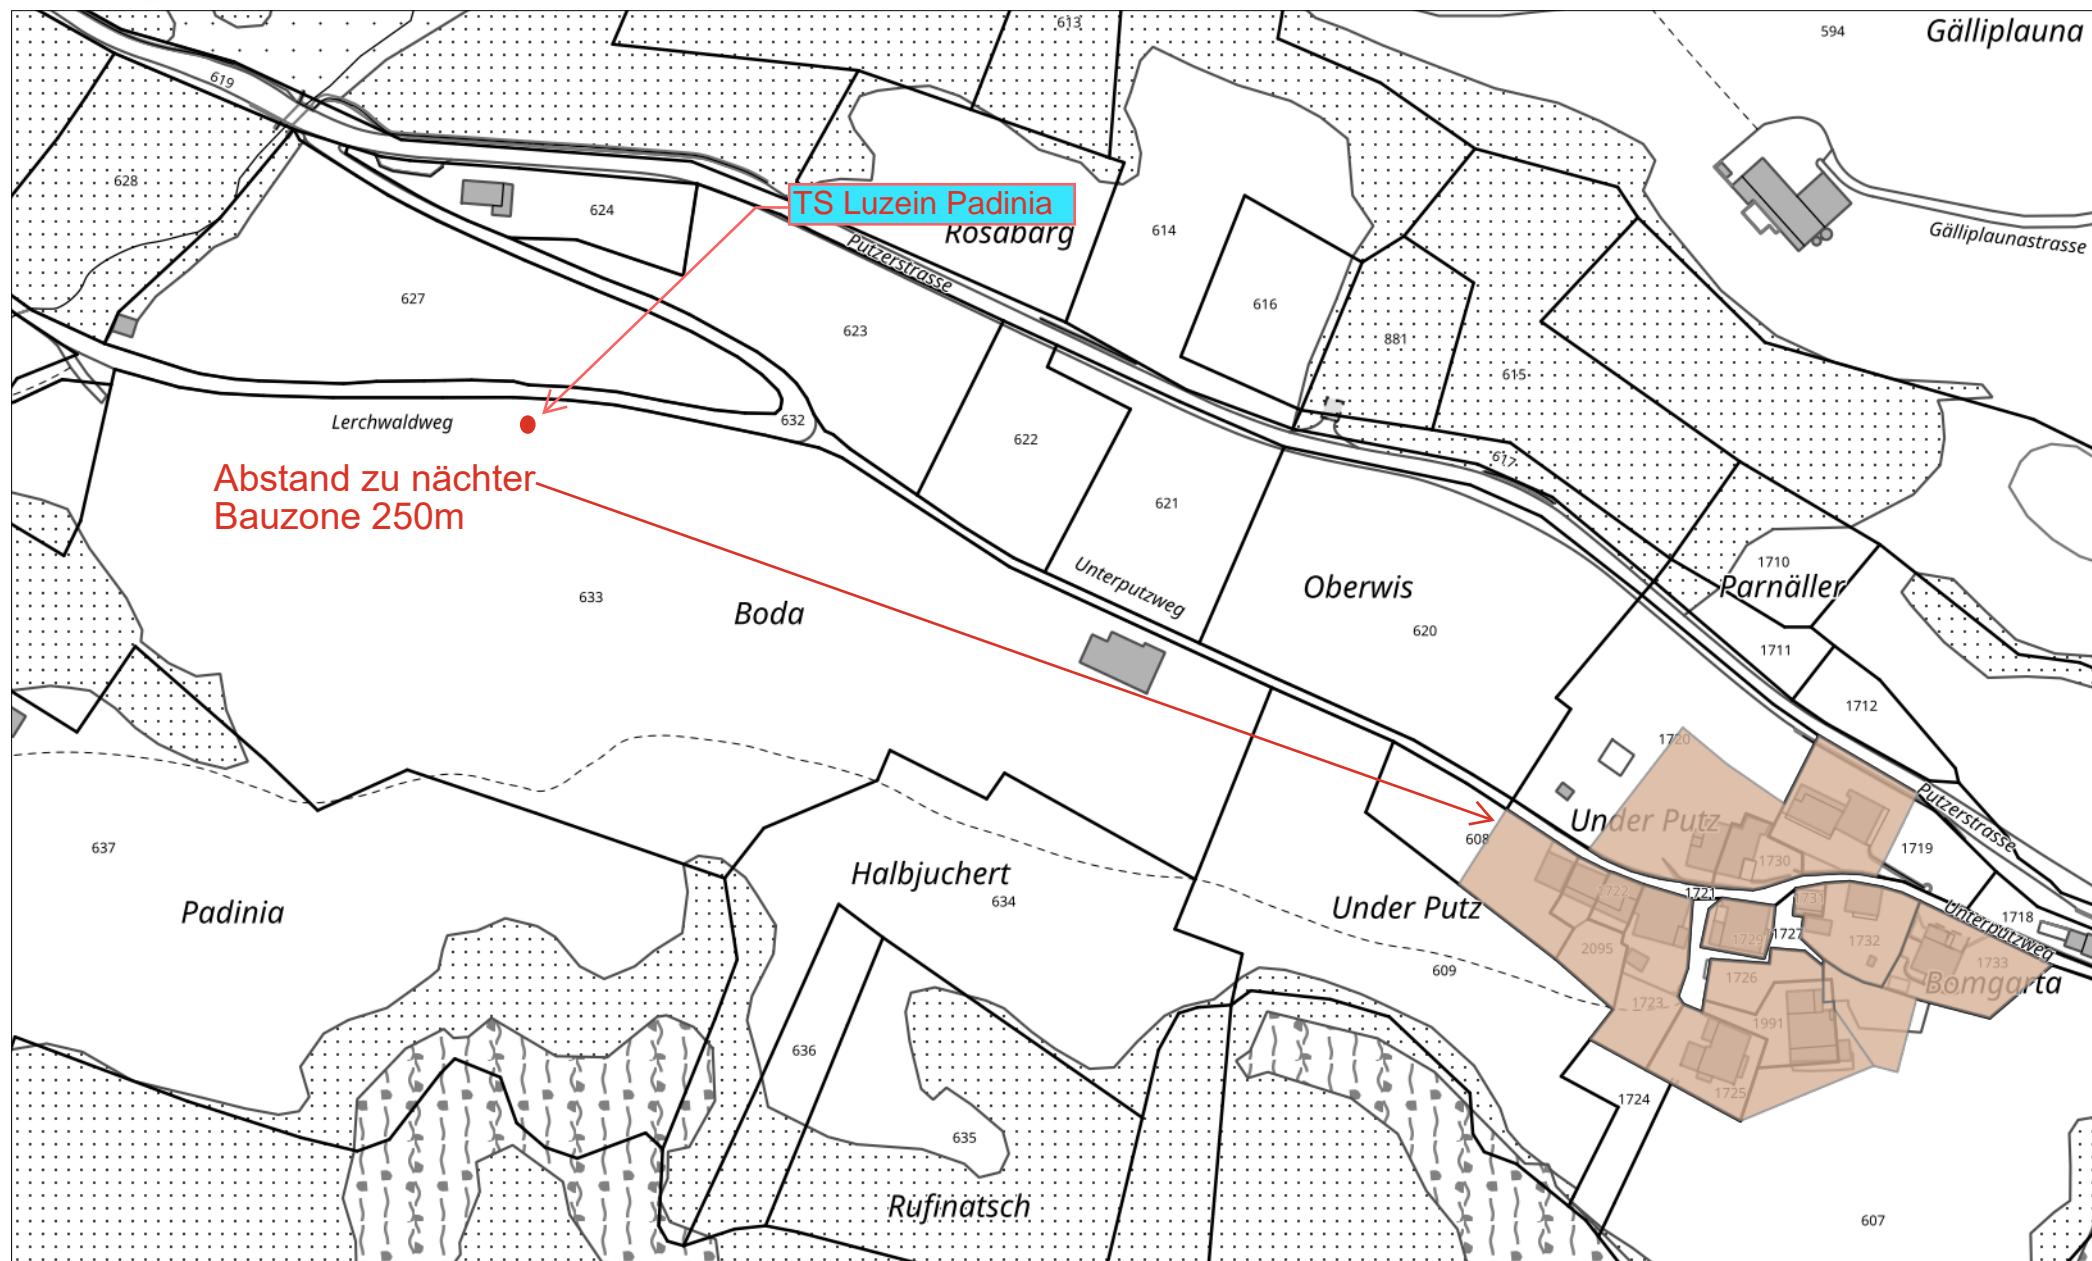 613
594
Gälliplauna
619
628
624
TS Luzein Padinia
Rosabärg
614
Gälliplaunastrasse
Putzerstrasse
627
616
623
881
615
Lerchwaldweg
632
622
617
Abstand zu nächter
Bauzone 250m
621
1710
Unterputzweg
Oberwis
Parnäller
633
Boda
620
1711
1712
1720
Putzerstrasse
Under Putz
608
637
1719
1730
Halbjuchert
634
1722
1721
1731
Padinia
Under Putz
1718
Unterputzweg
1729
1727
1732
2095
609
1726
1733
Bomgarta
1723
1991
636
1725
1724
635
Rufinatsch
607